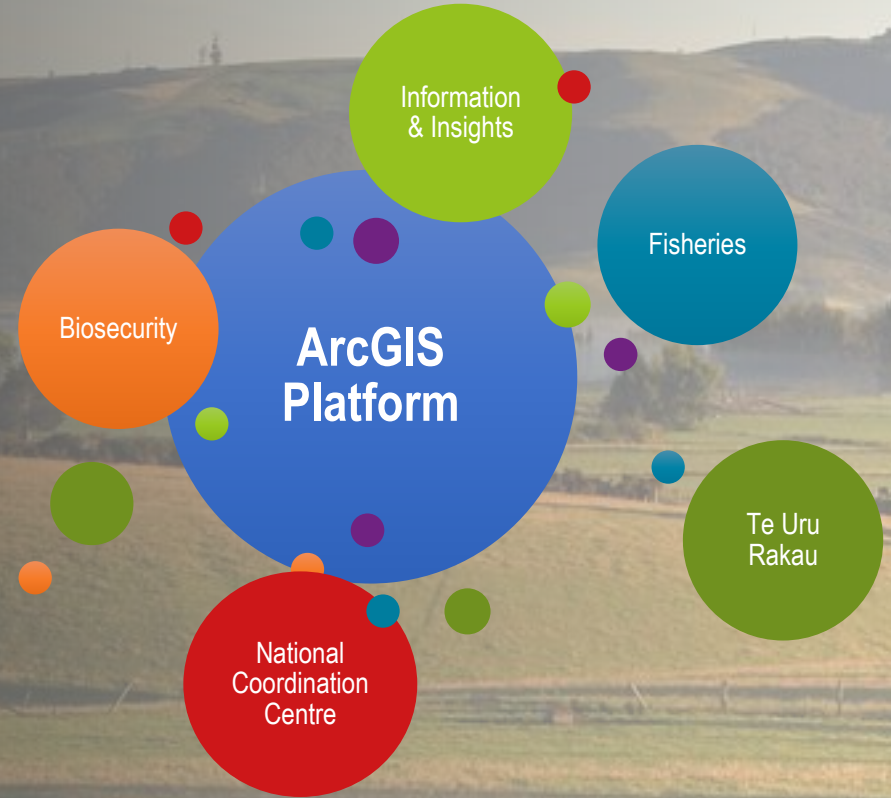 Information
& Insights
Fisheries
Biosecurity
ArcGIS
Platform
Te Uru
Rakau
National
Coordination
Centre